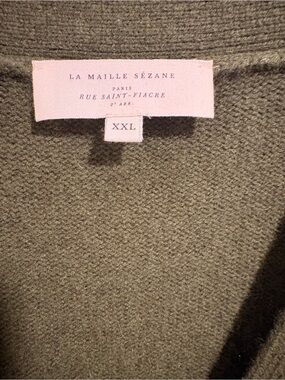 LA MAILLE SÉZANE
PARIS
RUE SAINT-FIACRE
2e ARR.
XXL